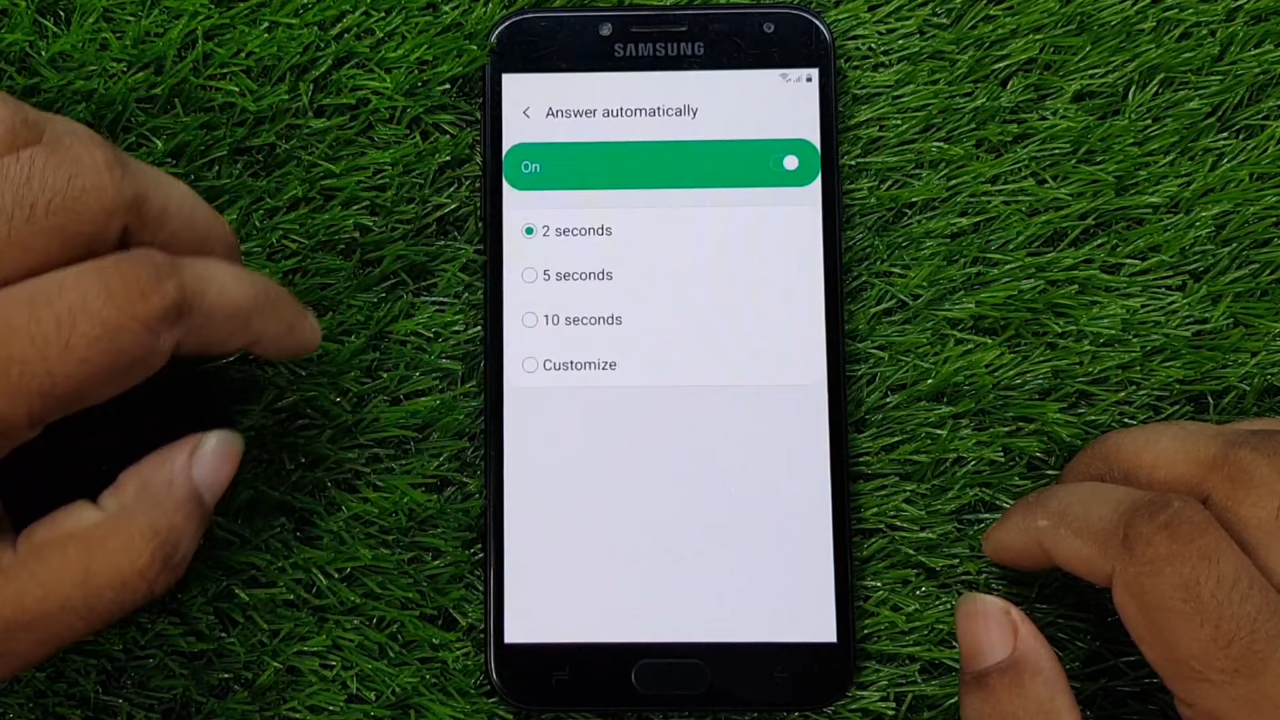 SAMSUNG
Answer automatically
On
2 seconds
5 seconds
10 seconds
Customize